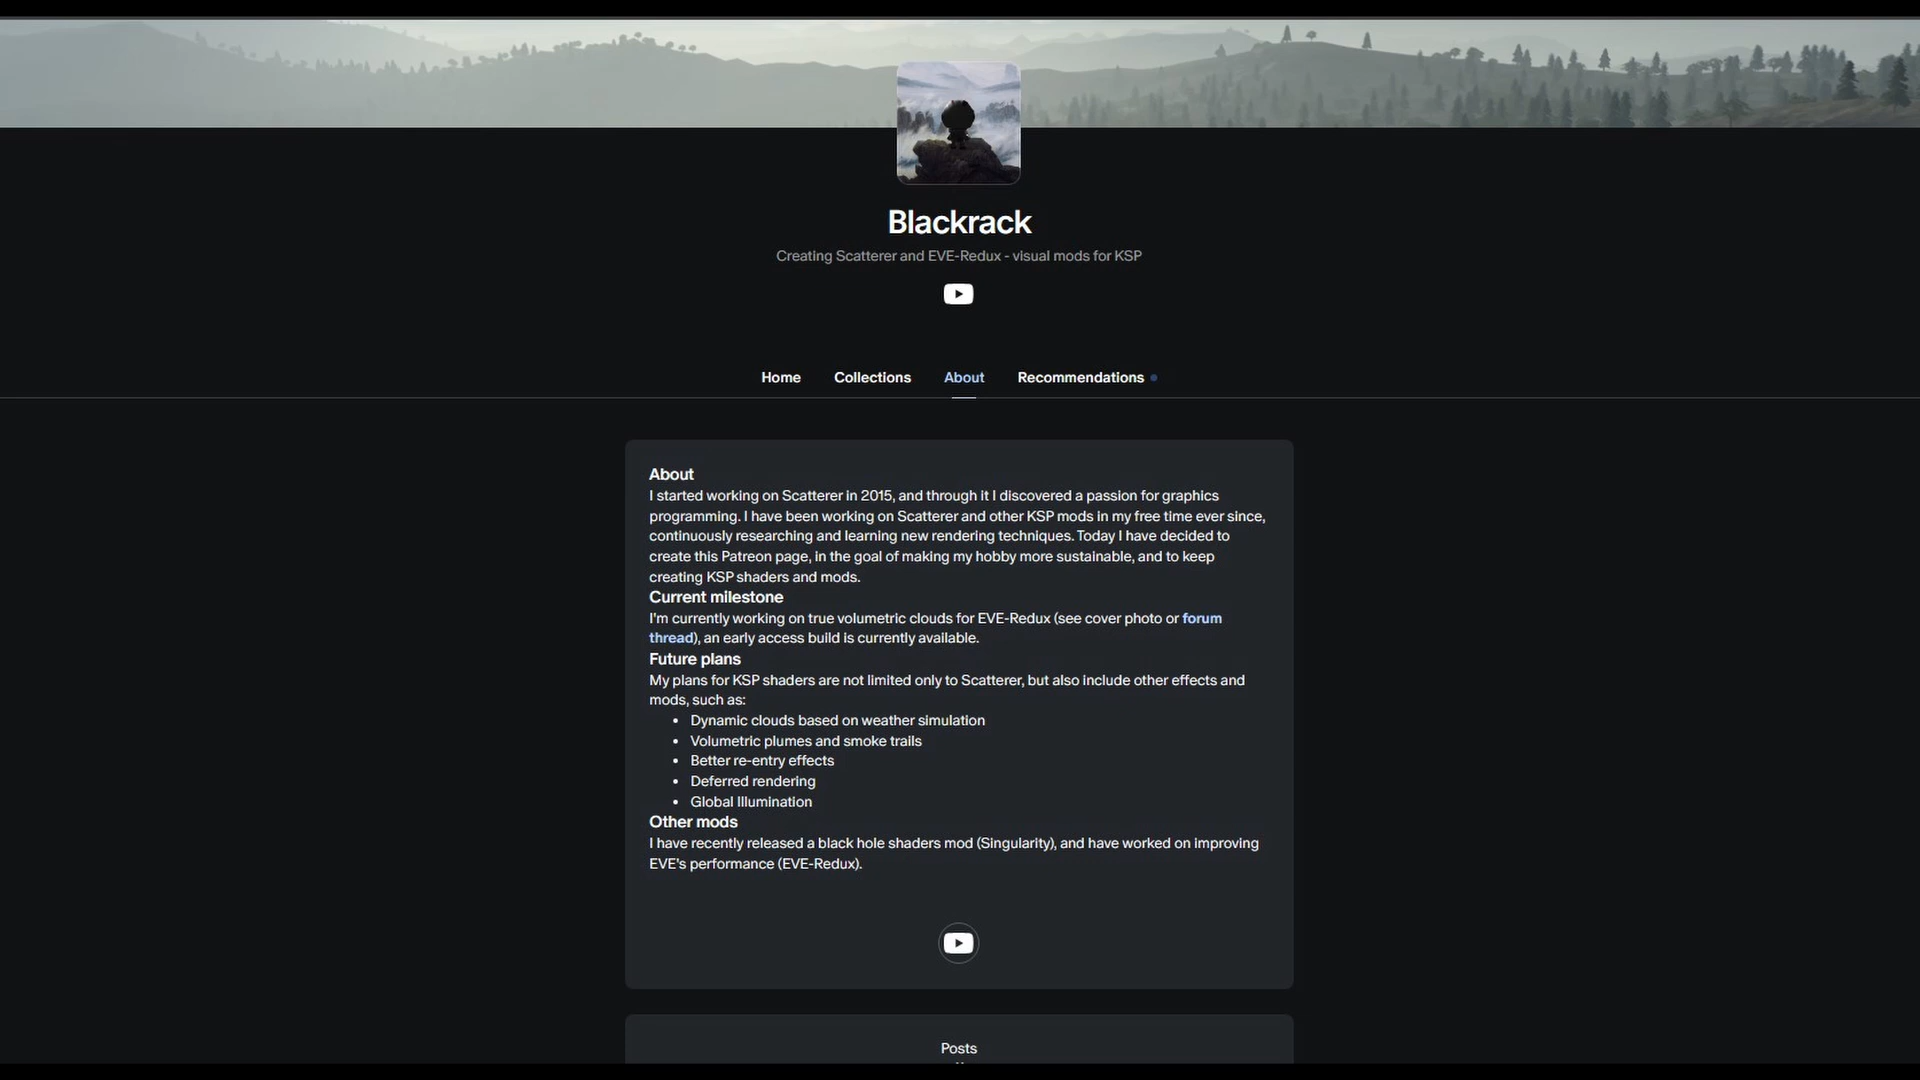 Blackrack
Creating Scatterer and EVE-Redux - visual mods for KSP
Home
Collections
About
Recommendations
About
I started working on Scatterer in 2015, and through it I discovered a passion for graphics
programming. I have been working on Scatterer and other KSP mods in my free time ever since,
continuously researching and learning new rendering techniques. Today I have decided to
create this Patreon page, in the goal of making my hobby more sustainable, and to keep
creating KSP shaders and mods.
Current milestone
I'm currently working on true volumetric clouds for EVE-Redux (see cover photo or forum
thread), an early access build is currently available.
Future plans
My plans for KSP shaders are not limited only to Scatterer, but also include other effects and
mods, such as:
• Dynamic clouds based on weather simulation
• Volumetric plumes and smoke trails
• Better re-entry effects
• Deferred rendering
• Global Illumination
Other mods
I have recently released a black hole shaders mod (Singularity), and have worked on improving
EVE's performance (EVE-Redux).
Posts